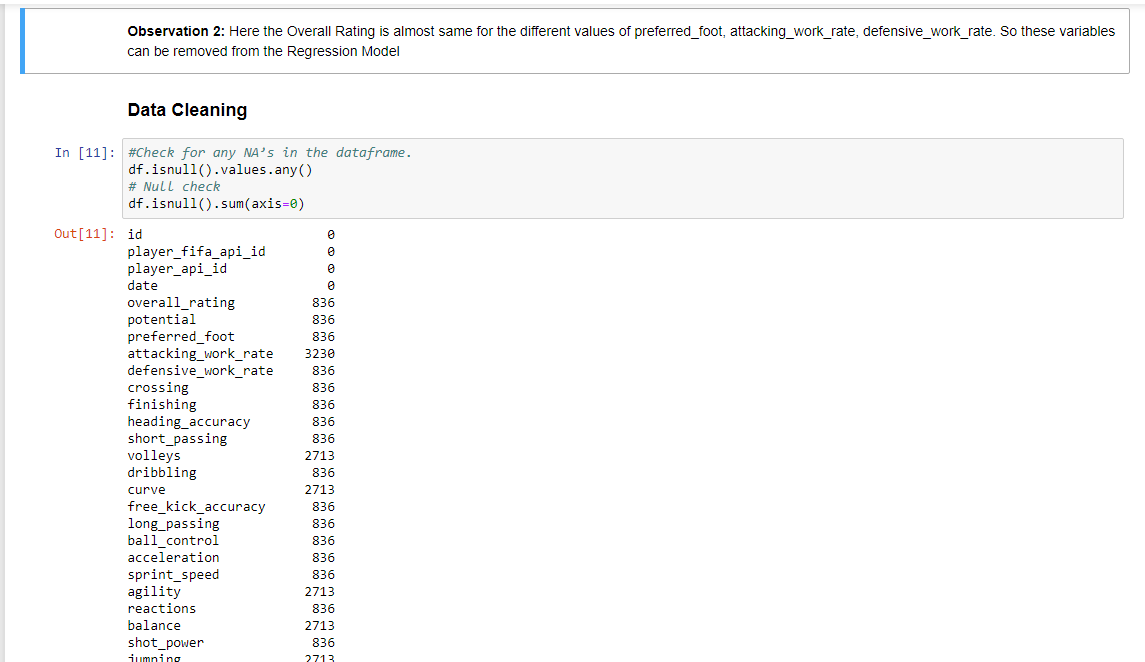 Observation 2: Here the Overall Rating is almost same for the different values of preferred_foot, attacking_work_rate, defensive_work_rate. So these variables
can be removed from the Regression Model
Data Cleaning
In [11]: #Check for any NA's in the dataframe.
df.isnull().values.any()
# Null check
df.isnull().sum(axis=0)
Out[11]: id 0
player_fifa_api_id 0
player_api_id 0
date 0
overall_rating 836
potential 836
preferred_foot 836
attacking_work_rate 3230
defensive_work_rate 836
crossing 836
finishing 836
heading_accuracy 836
short_passing 836
volleys 2713
dribbling 836
curve 2713
free_kick_accuracy 836
long_passing 836
ball_control 836
acceleration 836
sprint_speed 836
agility 2713
reactions 836
balance 2713
shot_power 836
jumping 2713